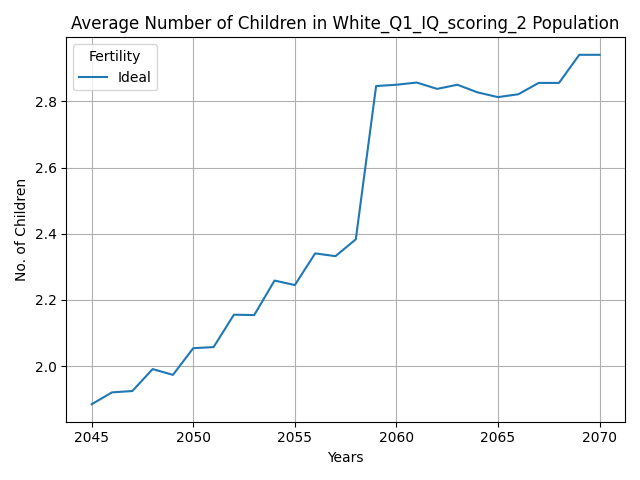 Average Number of Children in White_Q1_IQ_scoring_2 Population
Fertility
Ideal
No. of Children
2.8
2.6
2.4
2.2
2.0
2045
2050
2055
2060
2065
2070
Years